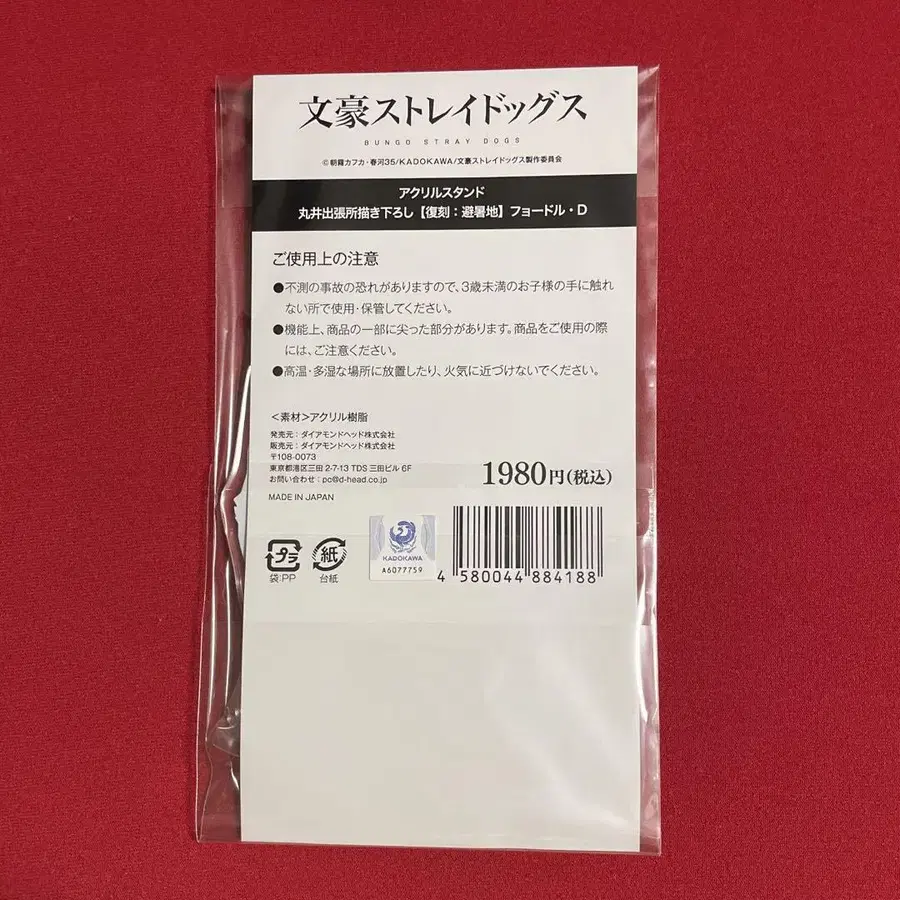 文豪ストレイドッグス
BUNGO STRAY DOGS
©朝霧カフカ・春河35/KADOKAWA/文豪ストレイドッグス製作委員会
アクリルスタンド
丸井出張所描き下ろし【復刻：避暑地】フョードル・D
ご使用上の注意
●不測の事故の恐れがありますので、3歳未満のお子様の手に触れ
ない所で使用・保管してください。
●機能上、商品の一部に尖った部分があります。商品をご使用の際
には、ご注意ください。
●高温・多湿な場所に放置したり、火気に近づけないでください。
＜素材＞アクリル樹脂
発売元：ダイアモンドヘッド株式会社
販売元：ダイアモンドヘッド株式会社
〒108-0073
東京都港区三田 2-7-13 TDS 三田ビル 6F
お問い合わせ：po@d-head.co.jp
MADE IN JAPAN
1980円(税込)
プラ
袋:PP
紙
台紙
KADOKAWA
A6077759
4 580044 884188